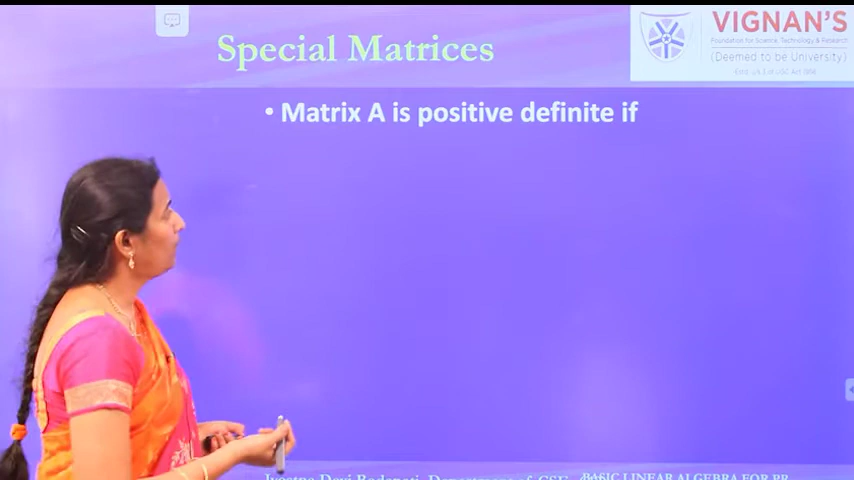 Special Matrices
VIGNAN'S
Foundation for Science, Technology & Research
(Deemed to be University)
• Matrix A is positive definite if
BASIC LINEAR ALGEBRA FOR PR